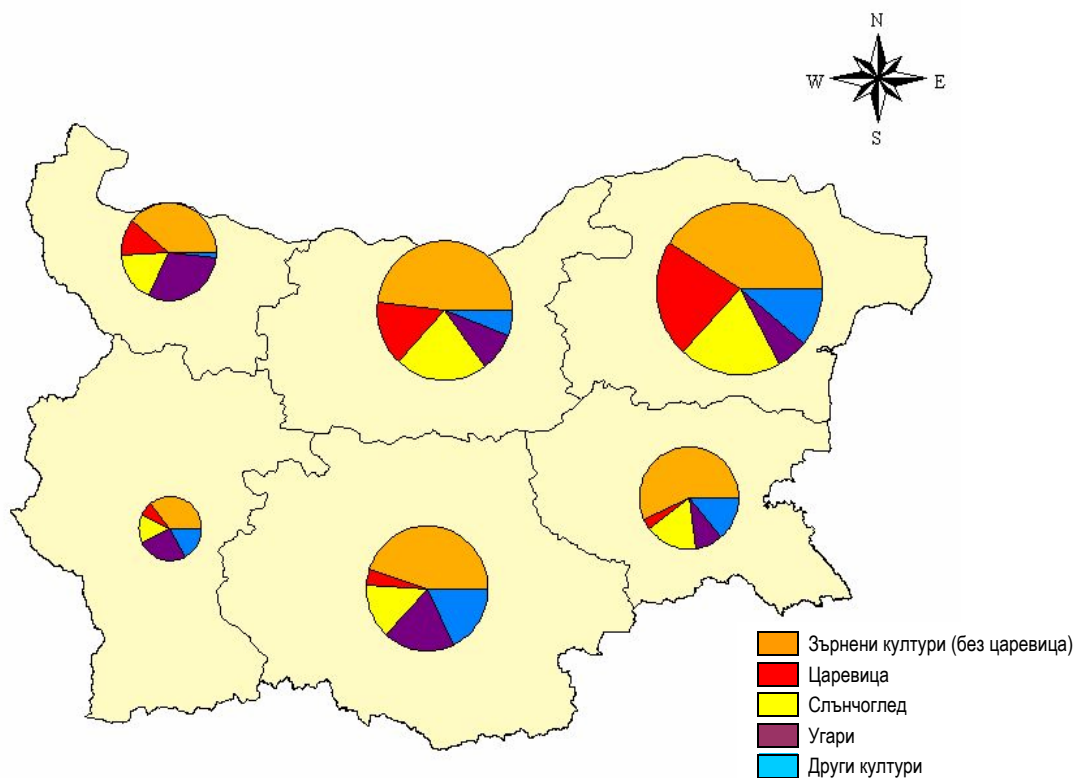 N
W E
S
Зърнени култури (без царевица)
Царевица
Слънчоглед
Угари
Други култури